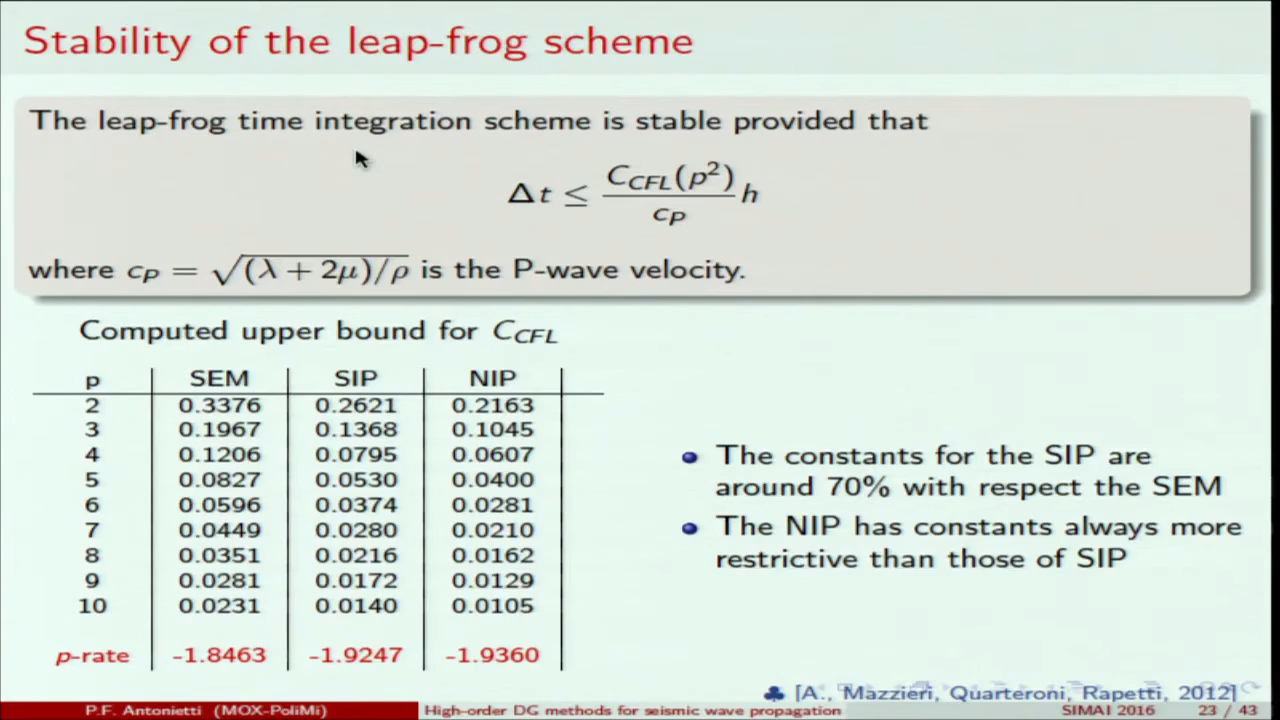 Stability of the leap-frog scheme
The leap-frog time integration scheme is stable provided that
Δt ≤ C_CFL(p²)/c_P h
where c_P = √(λ + 2μ)/ρ is the P-wave velocity.
Computed upper bound for C_CFL
p SEM SIP NIP
2 0.3376 0.2621 0.2163
3 0.1967 0.1368 0.1045
4 0.1206 0.0795 0.0607
5 0.0827 0.0530 0.0400
6 0.0596 0.0374 0.0281
7 0.0449 0.0280 0.0210
8 0.0351 0.0216 0.0162
9 0.0281 0.0172 0.0129
10 0.0231 0.0140 0.0105
p-rate -1.8463 -1.9247 -1.9360
The constants for the SIP are
around 70% with respect the SEM
The NIP has constants always more
restrictive than those of SIP
♣ [A., Mazzieri, Quarteroni, Rapetti, 2012]
P.F. Antonietti (MOX-PoliMi) High-order DG methods for seismic wave propagation SIMAI 2016 23 / 43